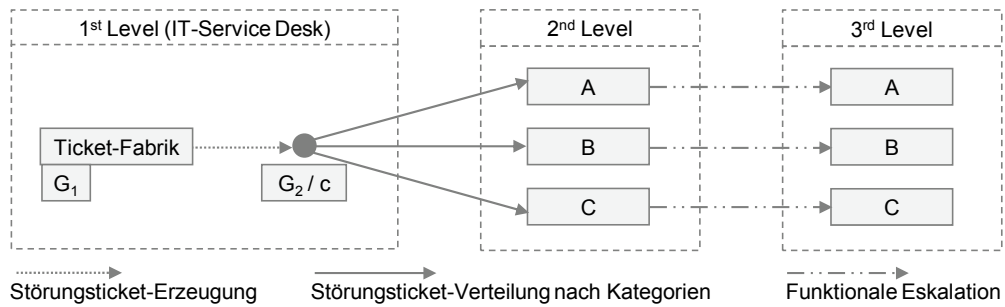 1st Level (IT-Service Desk)
2nd Level
3rd Level
A
A
Ticket-Fabrik
B
B
G1
G2 / c
C
C
Störungsticket-Erzeugung
Störungsticket-Verteilung nach Kategorien
Funktionale Eskalation